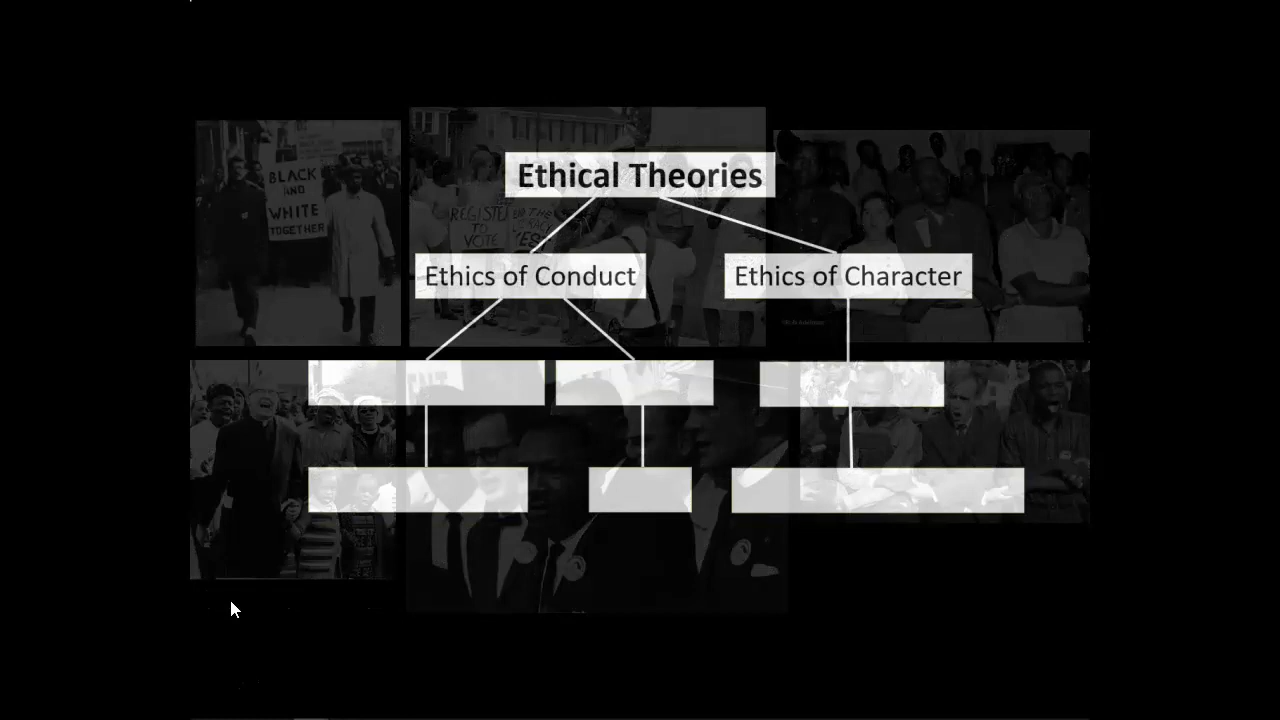 Ethical Theories
Ethics of Conduct
Ethics of Character
BLACK
AND
WHITE
TOGETHER
REGISTER
TO
VOTE